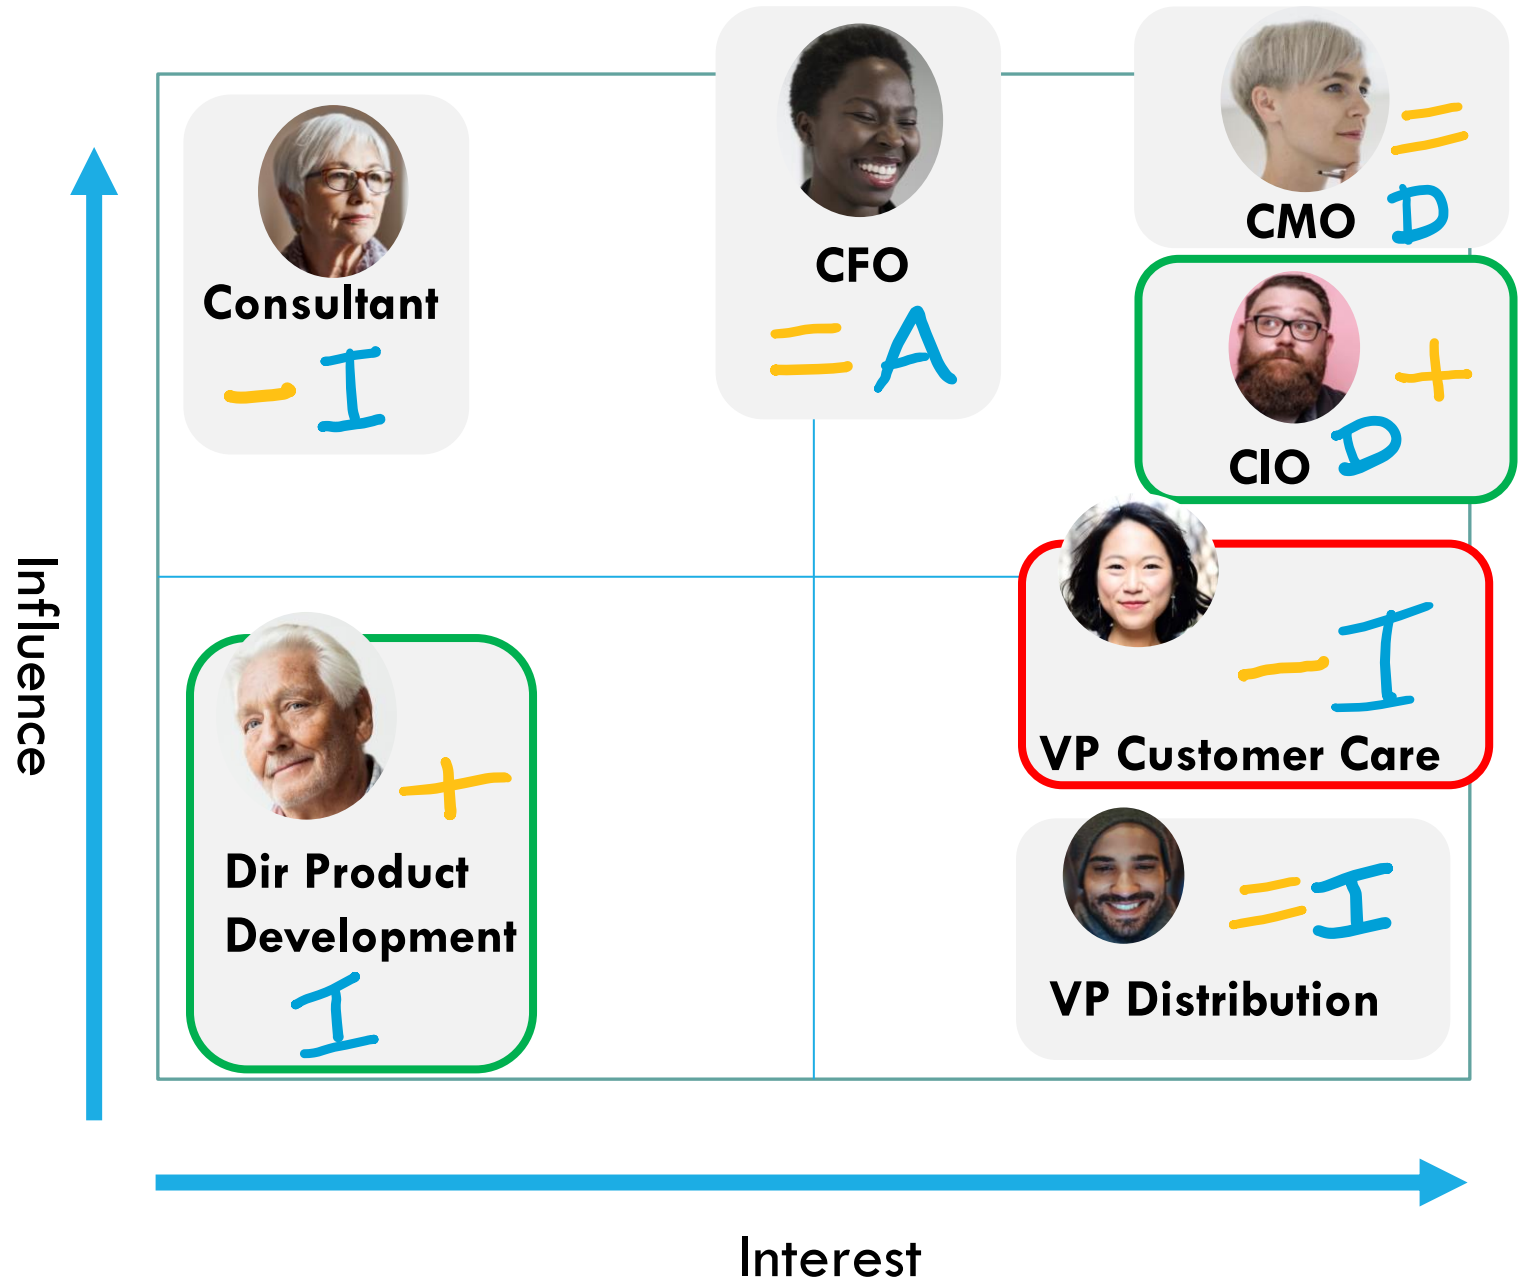 Consultant
- I
CFO
= A
=
CMO D
+
CIO D
Influence
- I
VP Customer Care
+
Dir Product
Development
I
= I
VP Distribution
Interest